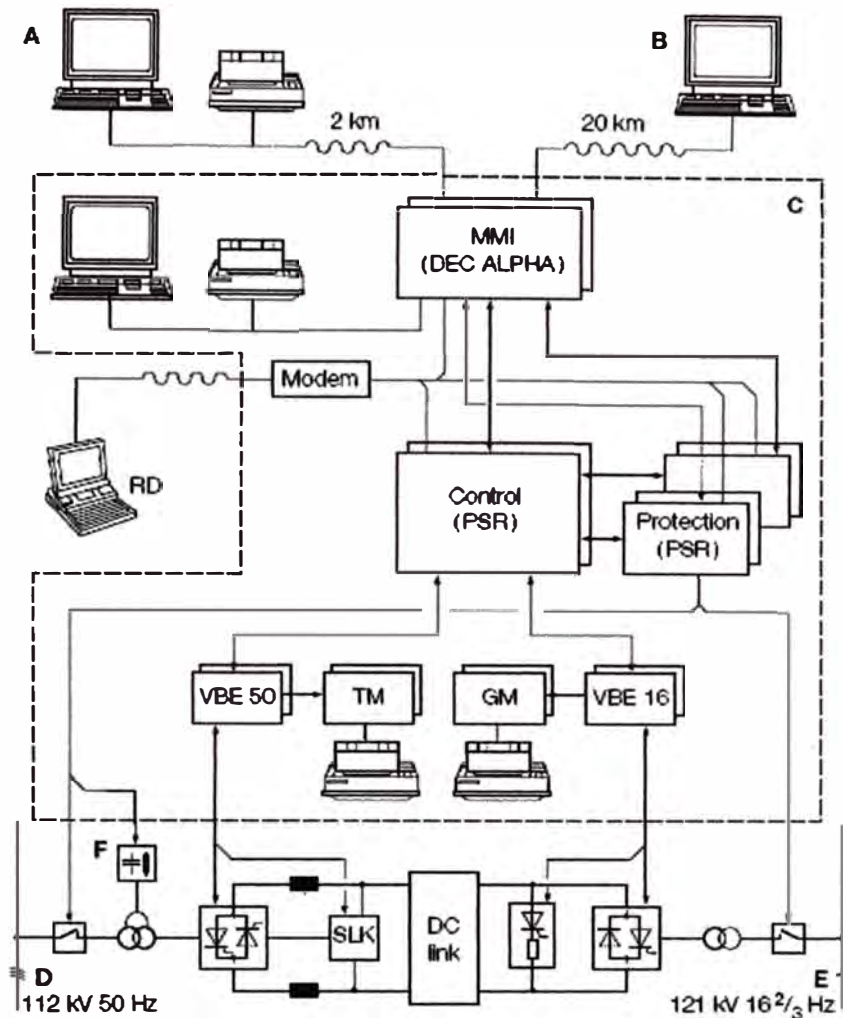 A
B
2 km
20 km
C
MMI
(DEC ALPHA)
Modem
RD
Control
(PSR)
Protection
(PSR)
VBE 50
TM
GM
VBE 16
F
SLK
DC
link
D
112 kV 50 Hz
E
121 kV 16 2/3 Hz